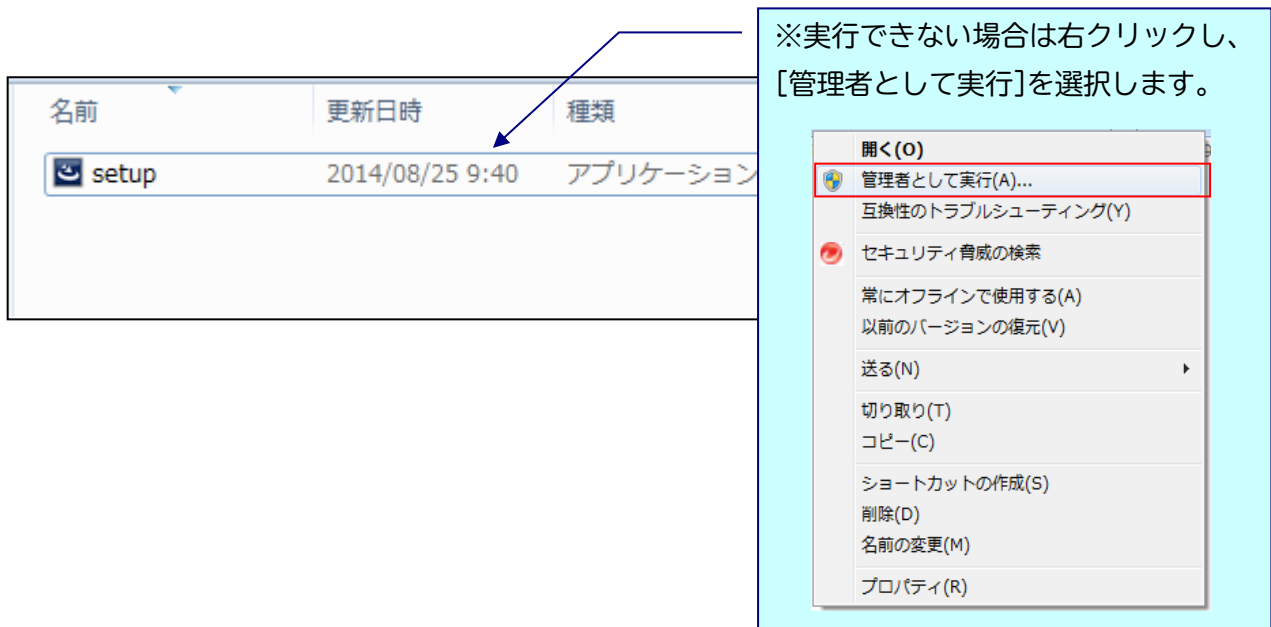 ※実行できない場合は右クリックし、
[管理者として実行]を選択します。
名前 更新日時 種類
setup 2014/08/25 9:40 アプリケーション
開く(O)
管理者として実行(A)...
互換性のトラブルシューティング(Y)
セキュリティ脅威の検索
常にオフラインで使用する(A)
以前のバージョンの復元(V)
送る(N)
切り取り(T)
コピー(C)
ショートカットの作成(S)
削除(D)
名前の変更(M)
プロパティ(R)